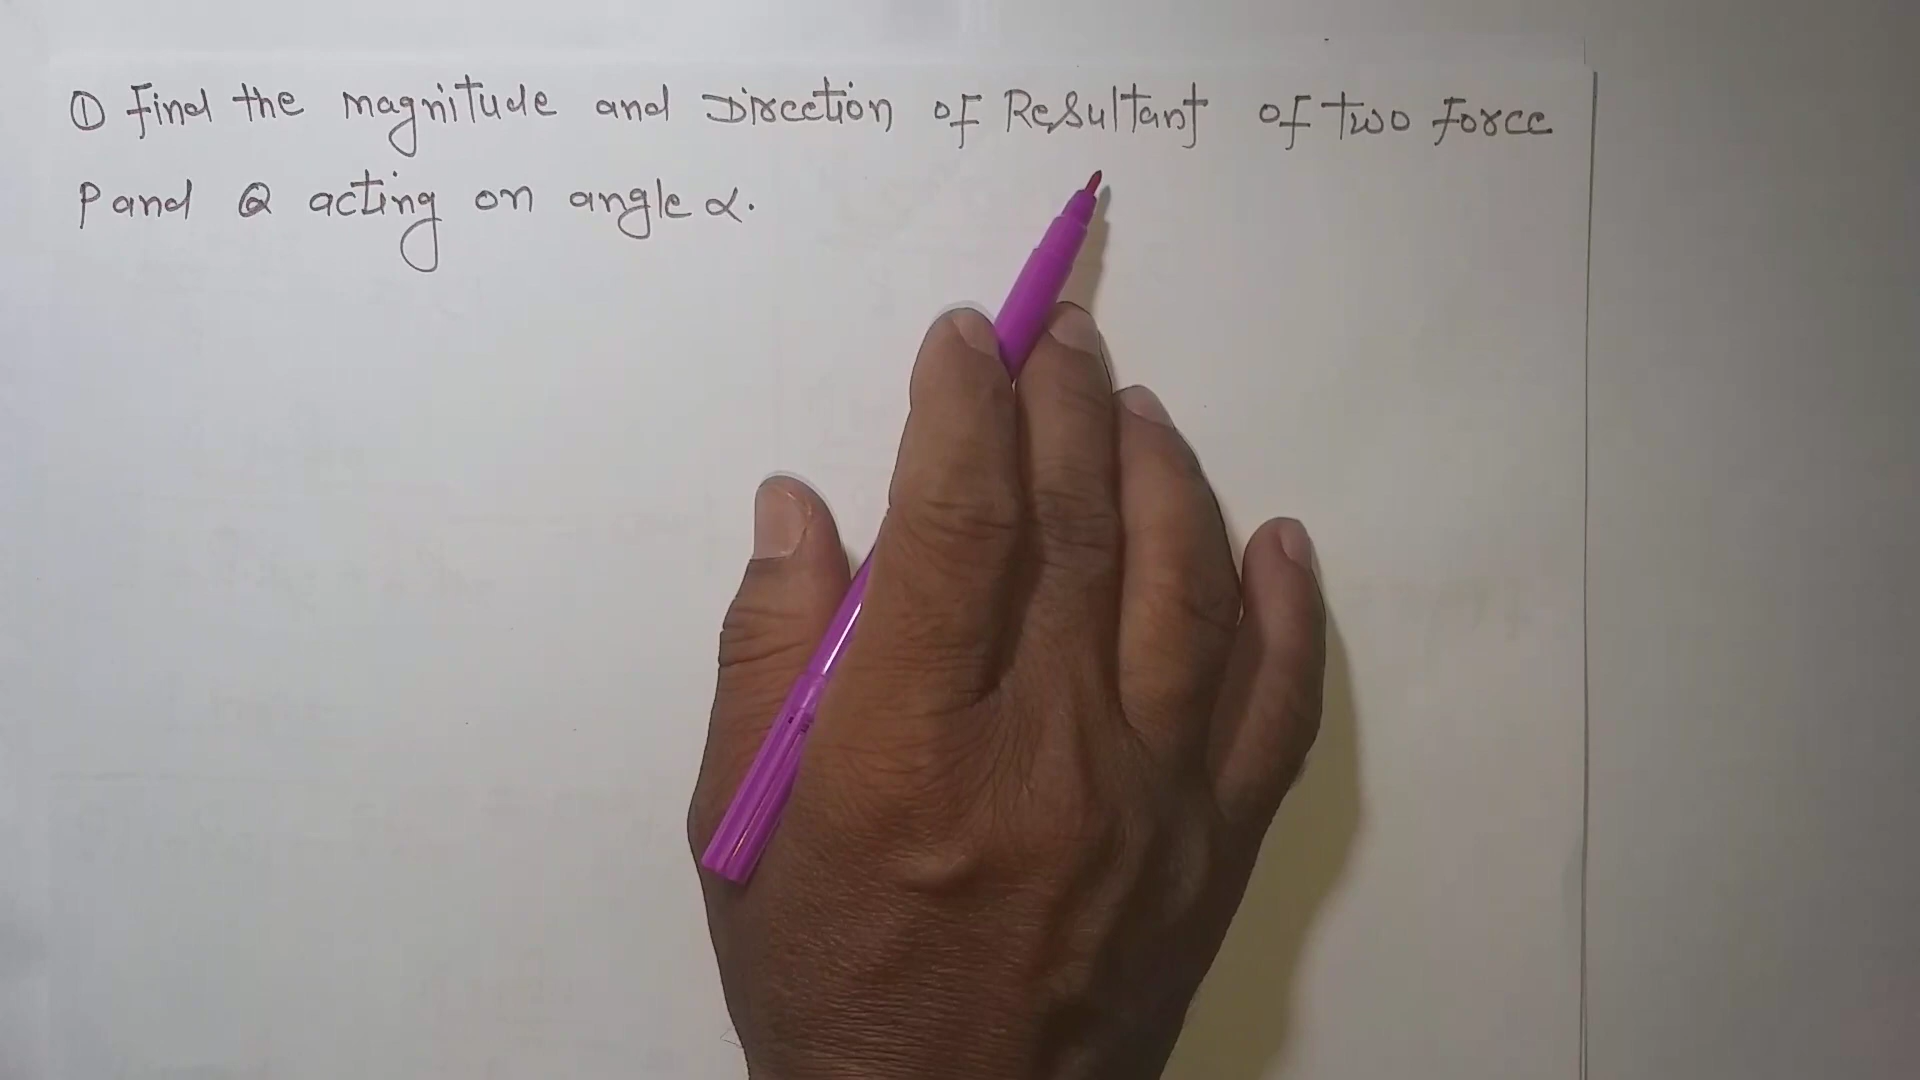 ① Find the magnitude and Direction of Resultant of two Force
P and Q acting on angle α.